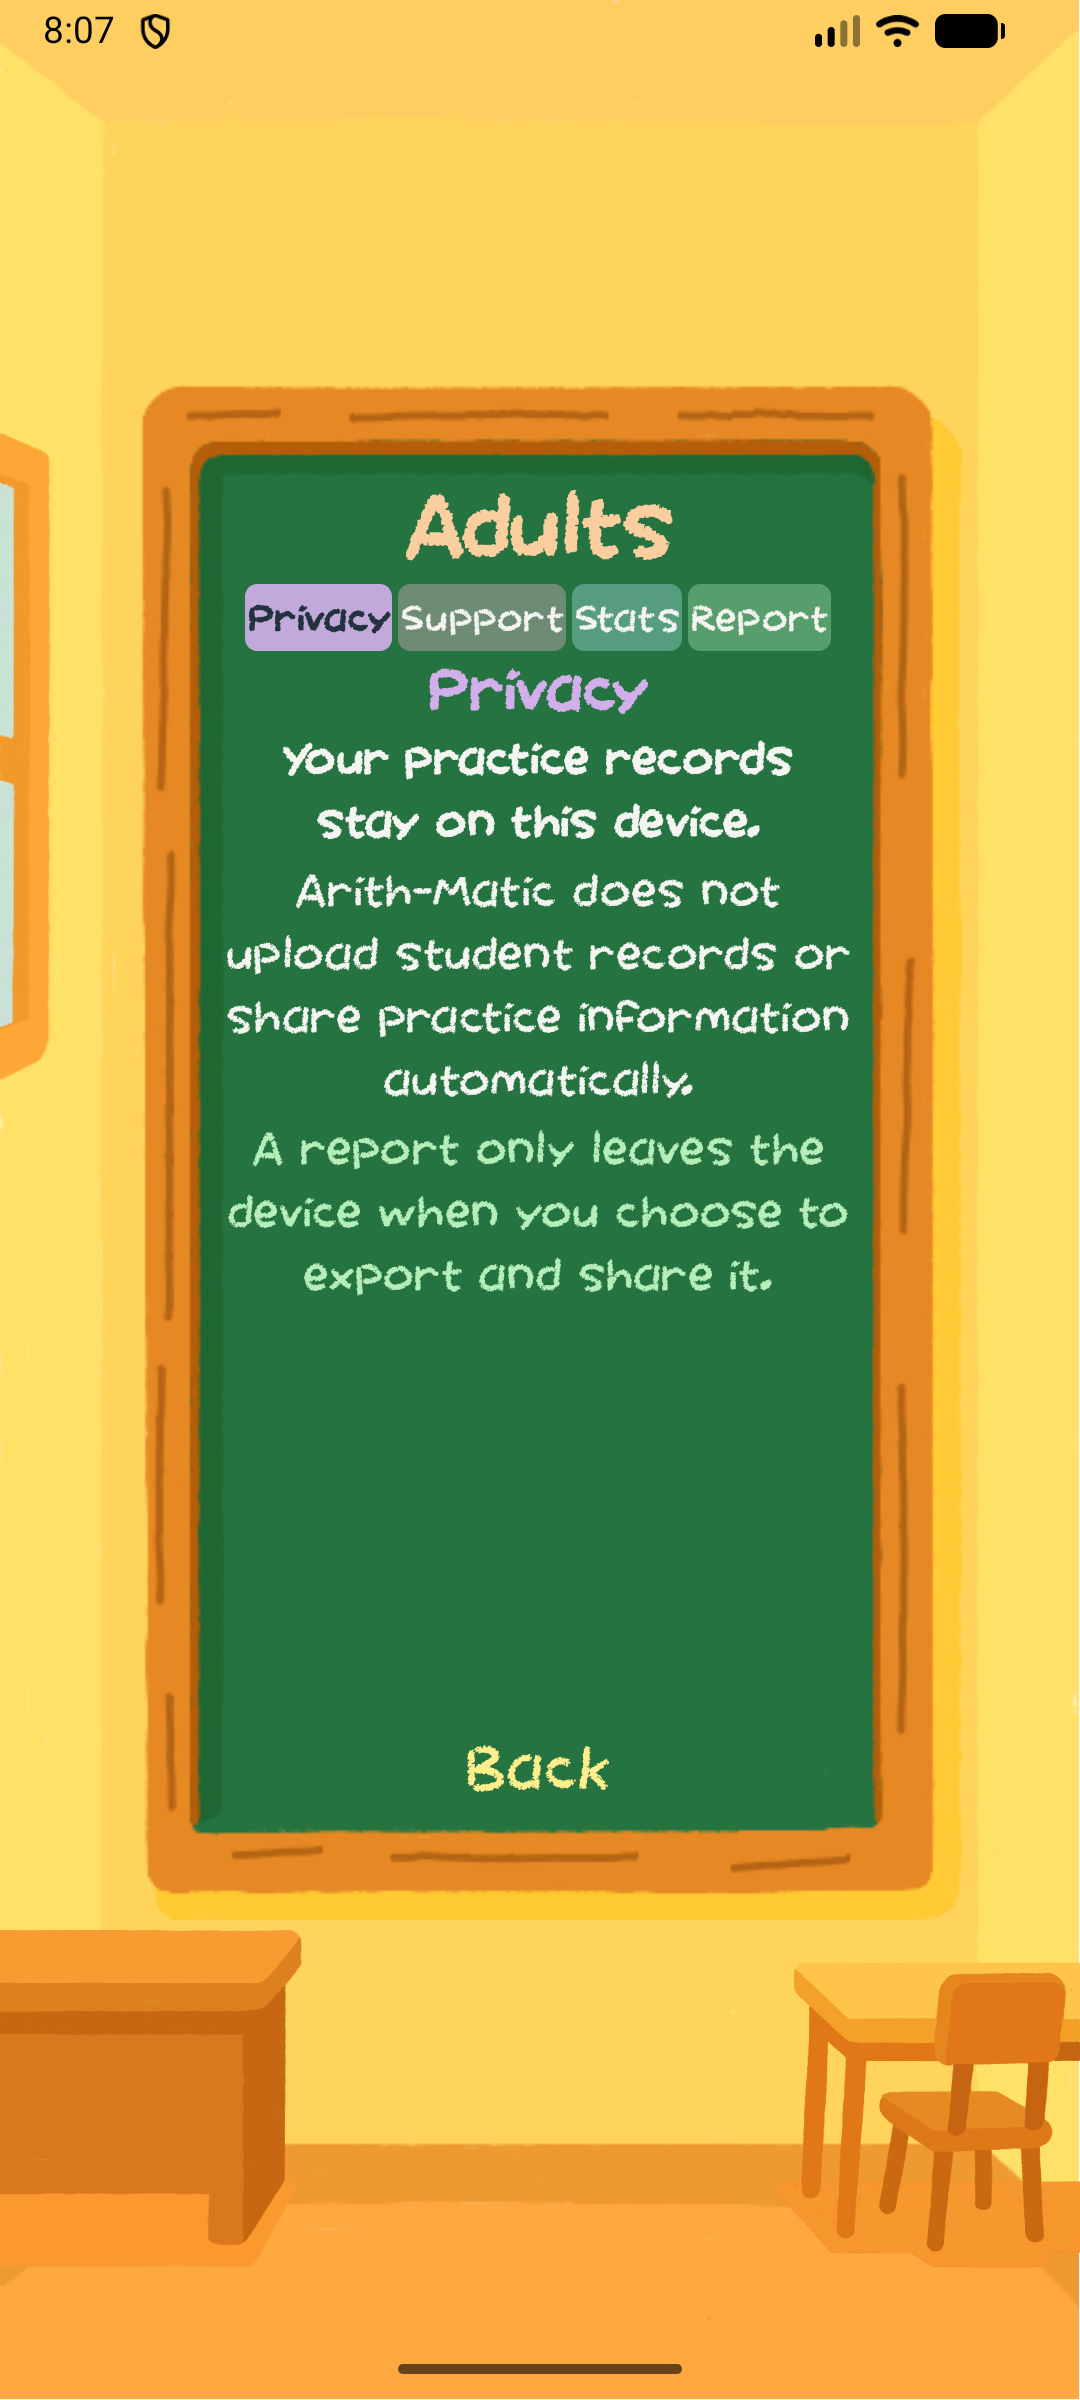 8:07
Adults
Privacy Support Stats Report
Privacy
Your practice records
stay on this device.
Arith-Matic does not
upload student records or
share practice information
automatically.
A report only leaves the
device when you choose to
export and share it.
Back